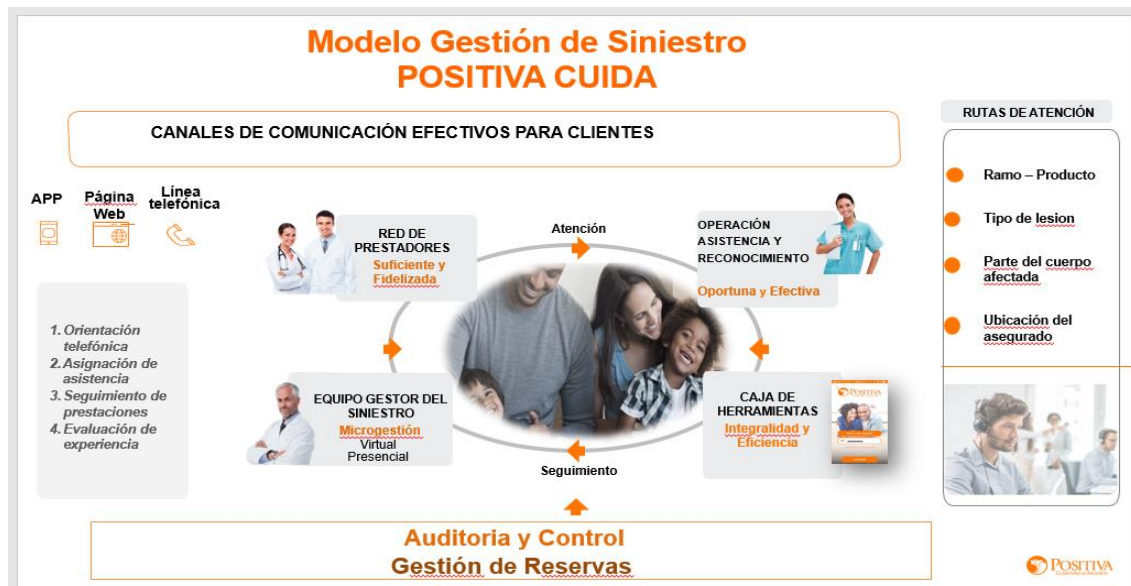 Modelo Gestión de Siniestro
POSITIVA CUIDA
CANALES DE COMUNICACIÓN EFECTIVOS PARA CLIENTES
APP
Página
Web
Línea
telefónica
1. Orientación
telefónica
2. Asignación de
asistencia
3. Seguimiento de
prestaciones
4. Evaluación de
experiencia
RED DE
PRESTADORES
Suficiente y
Fidelizada
Atención
OPERACIÓN
ASISTENCIA Y
RECONOCIMIENTO
Oportuna y Efectiva
EQUIPO GESTOR DEL
SINIESTRO
Microgestión
Virtual
Presencial
CAJA DE
HERRAMIENTAS
Integralidad y
Eficiencia
POSITIVA
Seguimiento
Auditoria y Control
Gestión de Reservas
RUTAS DE ATENCIÓN
Ramo – Producto
Tipo de lesion
Parte del cuerpo
afectada
Ubicación del
asegurado
POSITIVA
COMPAÑÍA DE SEGUROS